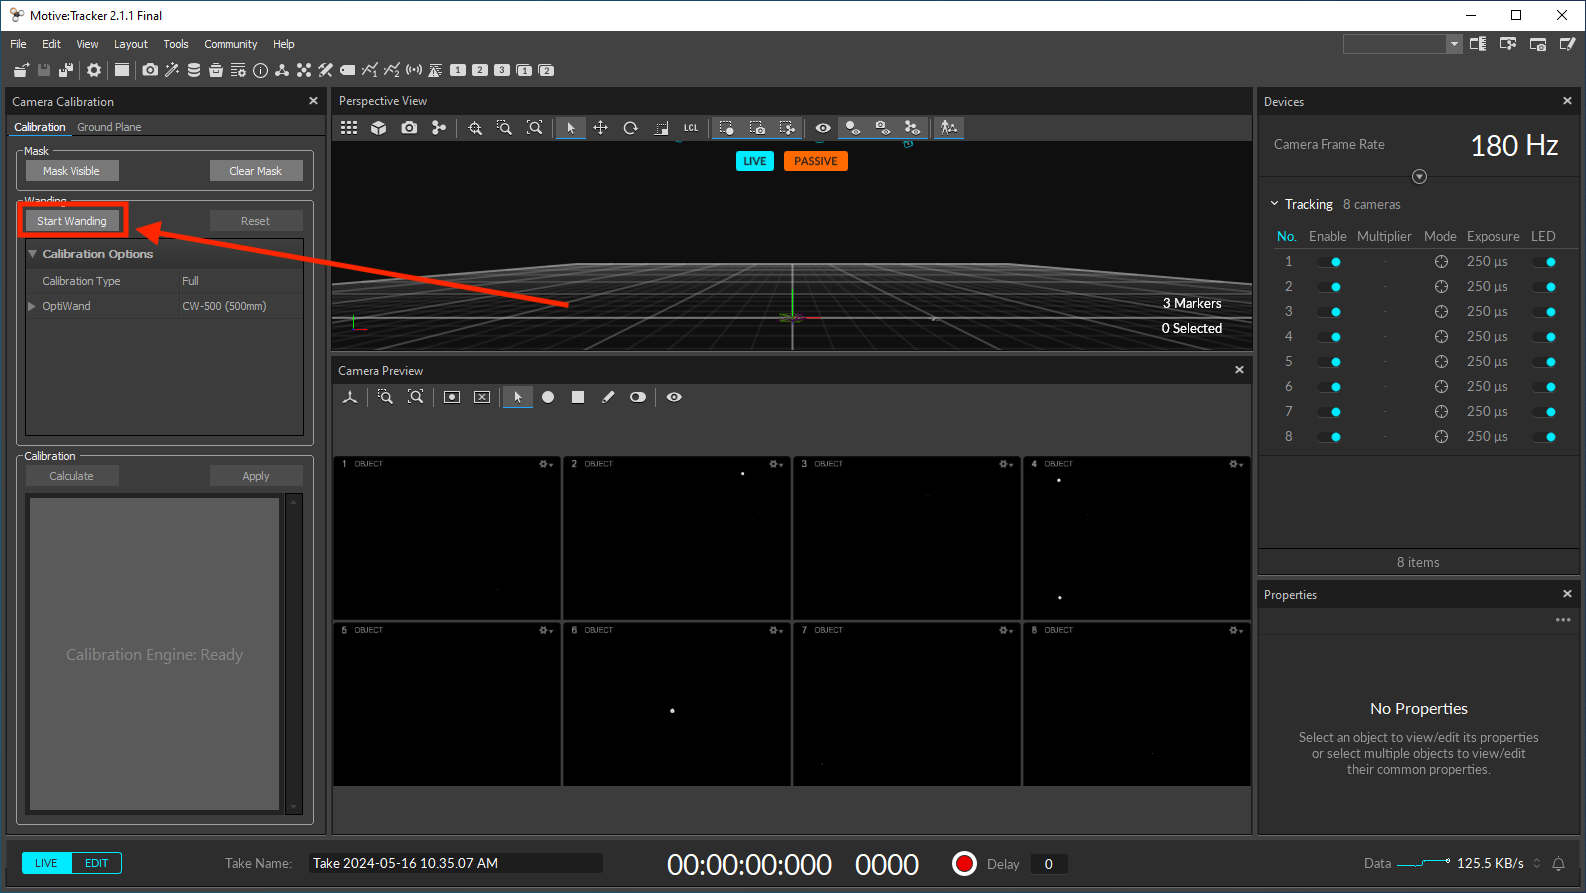 Motive:Tracker 2.1.1 Final
File Edit View Layout Tools Community Help
1 2 3 1 2
Camera Calibration
Calibration Ground Plane
Mask
Mask Visible Clear Mask
Wanding
Start Wanding Reset
Calibration Options
Calibration Type Full
OptiWand CW-500 (500mm)
Calibration
Calculate Apply
Calibration Engine: Ready
Perspective View
LCL
LIVE PASSIVE
3 Markers
0 Selected
Camera Preview
1 OBJECT
2 OBJECT
3 OBJECT
4 OBJECT
5 OBJECT
6 OBJECT
7 OBJECT
8 OBJECT
Devices
Camera Frame Rate 180 Hz
Tracking 8 cameras
No. Enable Multiplier Mode Exposure LED
1 - 250 µs
2 - 250 µs
3 - 250 µs
4 - 250 µs
5 - 250 µs
6 - 250 µs
7 - 250 µs
8 - 250 µs
8 items
Properties
No Properties
Select an object to view/edit its properties
or select multiple objects to view/edit
their common properties.
LIVE EDIT Take Name: Take 2024-05-16 10.35.07 AM 00:00:00:000 0000 Delay 0 Data 125.5 KB/s